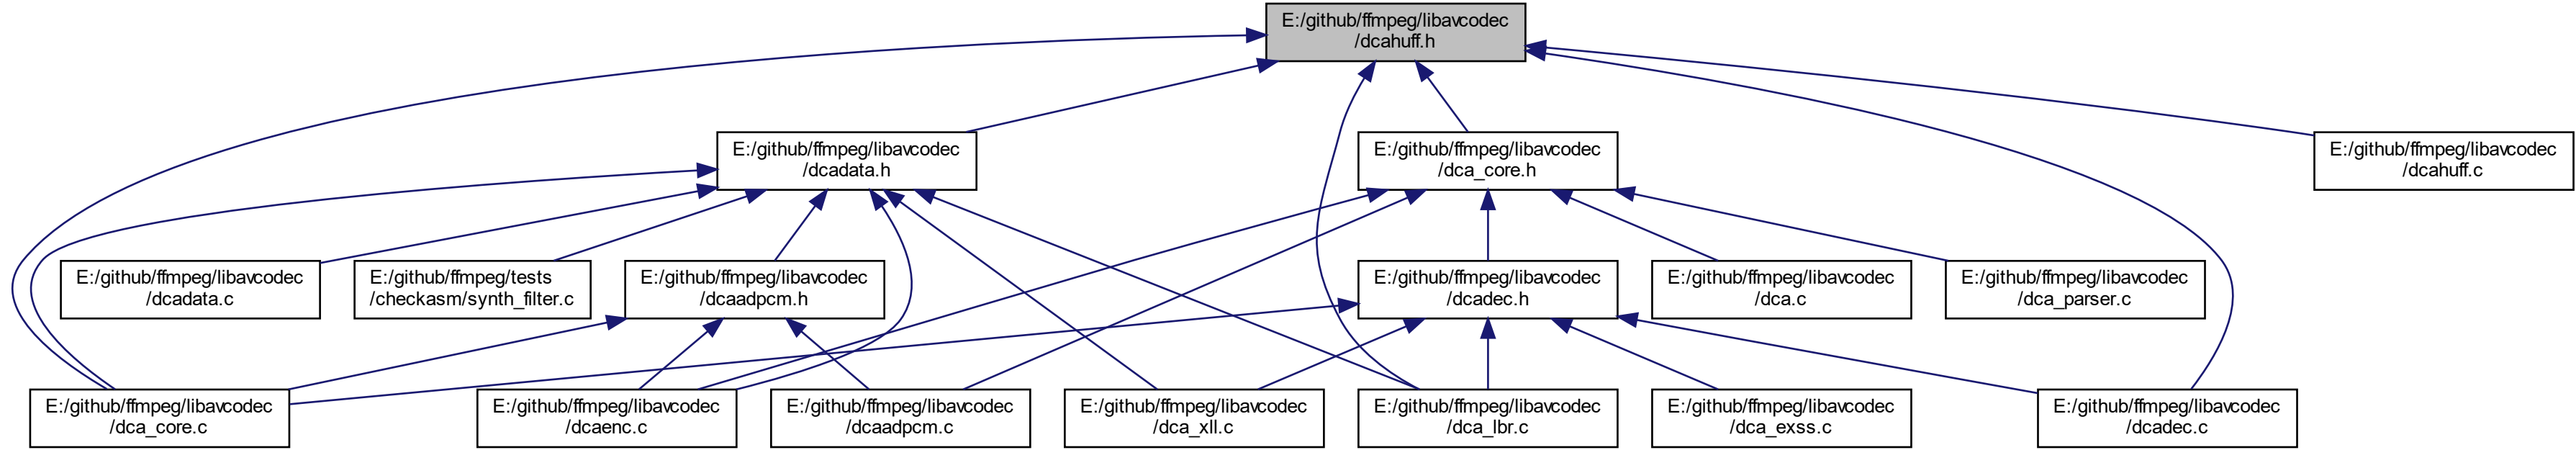 E:/github/ffmpeg/libavcodec
/dcahuff.h
E:/github/ffmpeg/libavcodec
/dcadata.h
E:/github/ffmpeg/libavcodec
/dca_core.h
E:/github/ffmpeg/libavcodec
/dcahuff.c
E:/github/ffmpeg/libavcodec
/dcadata.c
E:/github/ffmpeg/tests
/checkasm/synth_filter.c
E:/github/ffmpeg/libavcodec
/dcaadpcm.h
E:/github/ffmpeg/libavcodec
/dcadec.h
E:/github/ffmpeg/libavcodec
/dca.c
E:/github/ffmpeg/libavcodec
/dca_parser.c
E:/github/ffmpeg/libavcodec
/dca_core.c
E:/github/ffmpeg/libavcodec
/dcaenc.c
E:/github/ffmpeg/libavcodec
/dcaadpcm.c
E:/github/ffmpeg/libavcodec
/dca_xll.c
E:/github/ffmpeg/libavcodec
/dca_lbr.c
E:/github/ffmpeg/libavcodec
/dca_exss.c
E:/github/ffmpeg/libavcodec
/dcadec.c